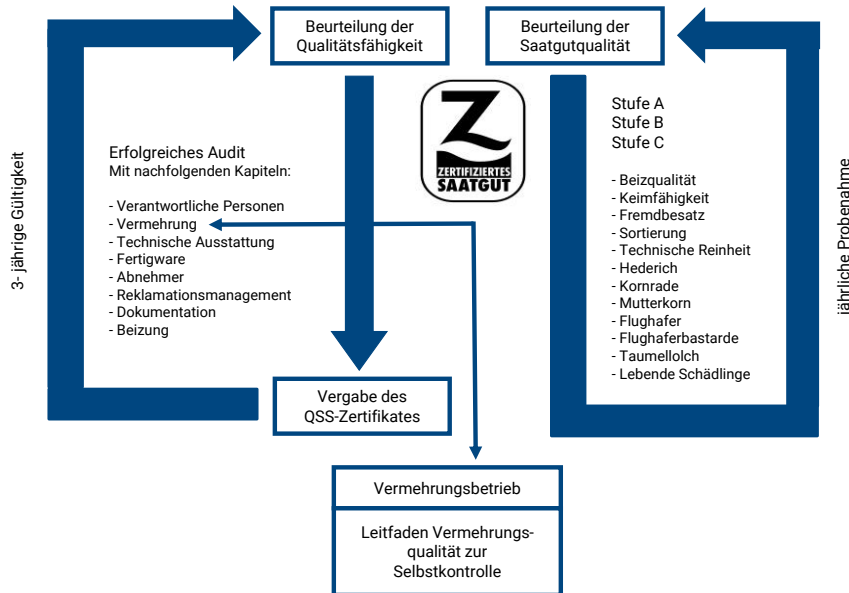 Beurteilung der
Qualitätsfähigkeit
Beurteilung der
Saatgutqualität
3- jährige Gültigkeit
Erfolgreiches Audit
Mit nachfolgenden Kapiteln:
- Verantwortliche Personen
- Vermehrung
- Technische Ausstattung
- Fertigware
- Abnehmer
- Reklamationsmanagement
- Dokumentation
- Beizung
Z
ZERTIFIZIERTES
SAATGUT
Stufe A
Stufe B
Stufe C
- Beizqualität
- Keimfähigkeit
- Fremdbesatz
- Sortierung
- Technische Reinheit
- Hederich
- Kornrade
- Mutterkorn
- Flughafer
- Flughaferbastarde
- Taumellolch
- Lebende Schädlinge
jährliche Probenahme
Vergabe des
QSS-Zertifikates
Vermehrungsbetrieb
Leitfaden Vermehrungs-
qualität zur
Selbstkontrolle